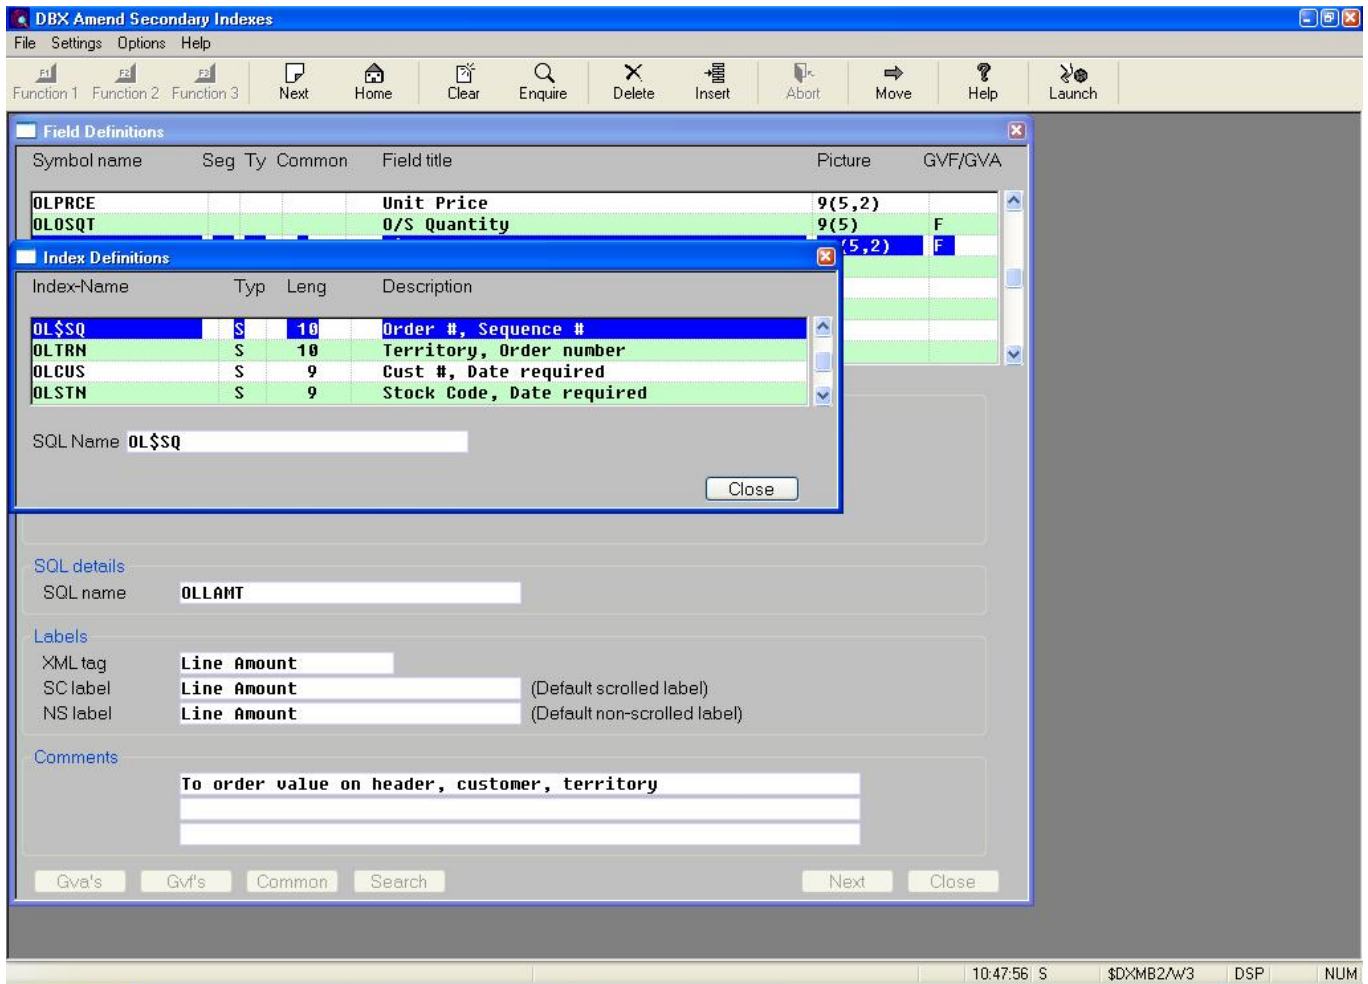 DBX Amend Secondary Indexes
File Settings Options Help
F1 F2 F3
Function 1 Function 2 Function 3 Next Home Clear Enquire Delete Insert Abort Move Help Launch
Field Definitions
Symbol name Seg Ty Common Field title Picture GVF/GVA
OLPRCE Unit Price 9(5,2)
OLOSQT O/S Quantity 9(5) F
(5,2) F
Index Definitions
Index-Name Typ Leng Description
OL$SQ S 10 Order #, Sequence #
OLTRN S 10 Territory, Order number
OLCUS S 9 Cust #, Date required
OLSTN S 9 Stock Code, Date required
SQL Name OL$SQ
Close
SQL details
SQL name OLLAMT
Labels
XML tag Line Amount
SC label Line Amount (Default scrolled label)
NS label Line Amount (Default non-scrolled label)
Comments
To order value on header, customer, territory
Gva's Gvf's Common Search Next Close
10:47:56 S $DXMB2/W3 DSP NUM